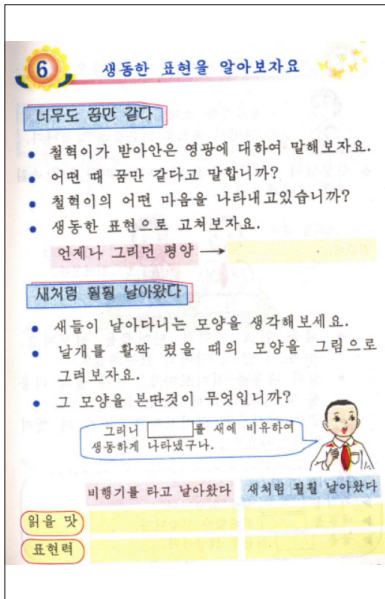 6 생동한 표현을 알아보자요
너무도 꿈만 같다
• 철혁이가 받아안은 영광에 대하여 말해보자요.
• 어떤 때 꿈만 같다고 말합니까?
• 철혁이의 어떤 마음을 나타내고있습니까?
• 생동한 표현으로 고쳐보자요.
언제나 그리던 평양 →
새처럼 훨훨 날아왔다
• 새들이 날아다니는 모양을 생각해보세요.
• 날개를 활짝 폈을 때의 모양을 그림으로
그려보자요.
• 그 모양을 본딴것이 무엇입니까?
그러니 를 새에 비유하여
생동하게 나타냈구나.
비행기를 타고 날아왔다 새처럼 훨훨 날아왔다
읽을 맛
표현력